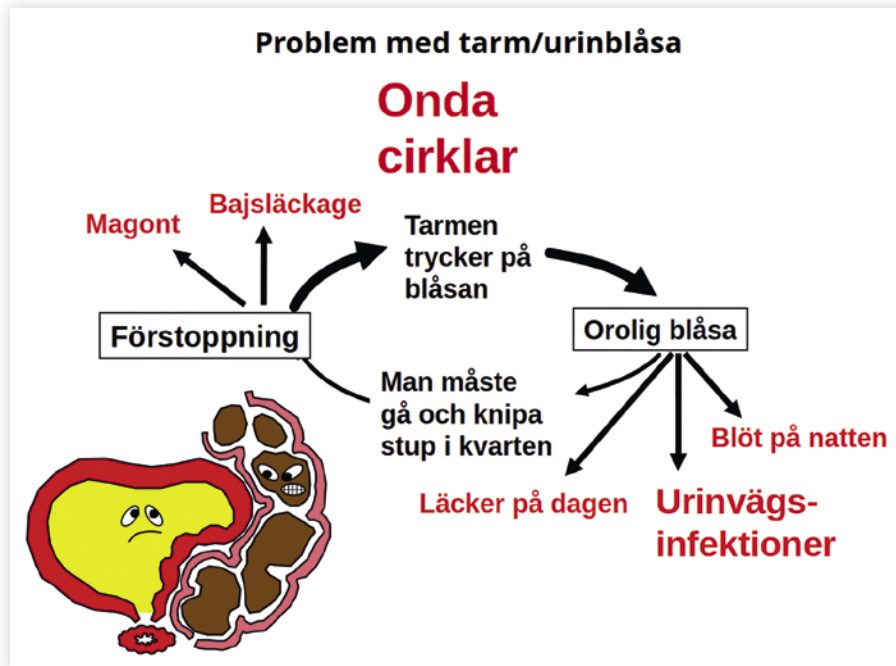 Problem med tarm/urinblåsa
Onda
cirklar
Magont
Bajsläckage
Tarmen
trycker på
blåsan
Förstoppning
Orolig blåsa
Man måste
gå och knipa
stup i kvarten
Blöt på natten
Läcker på dagen
Urinvägs-
infektioner